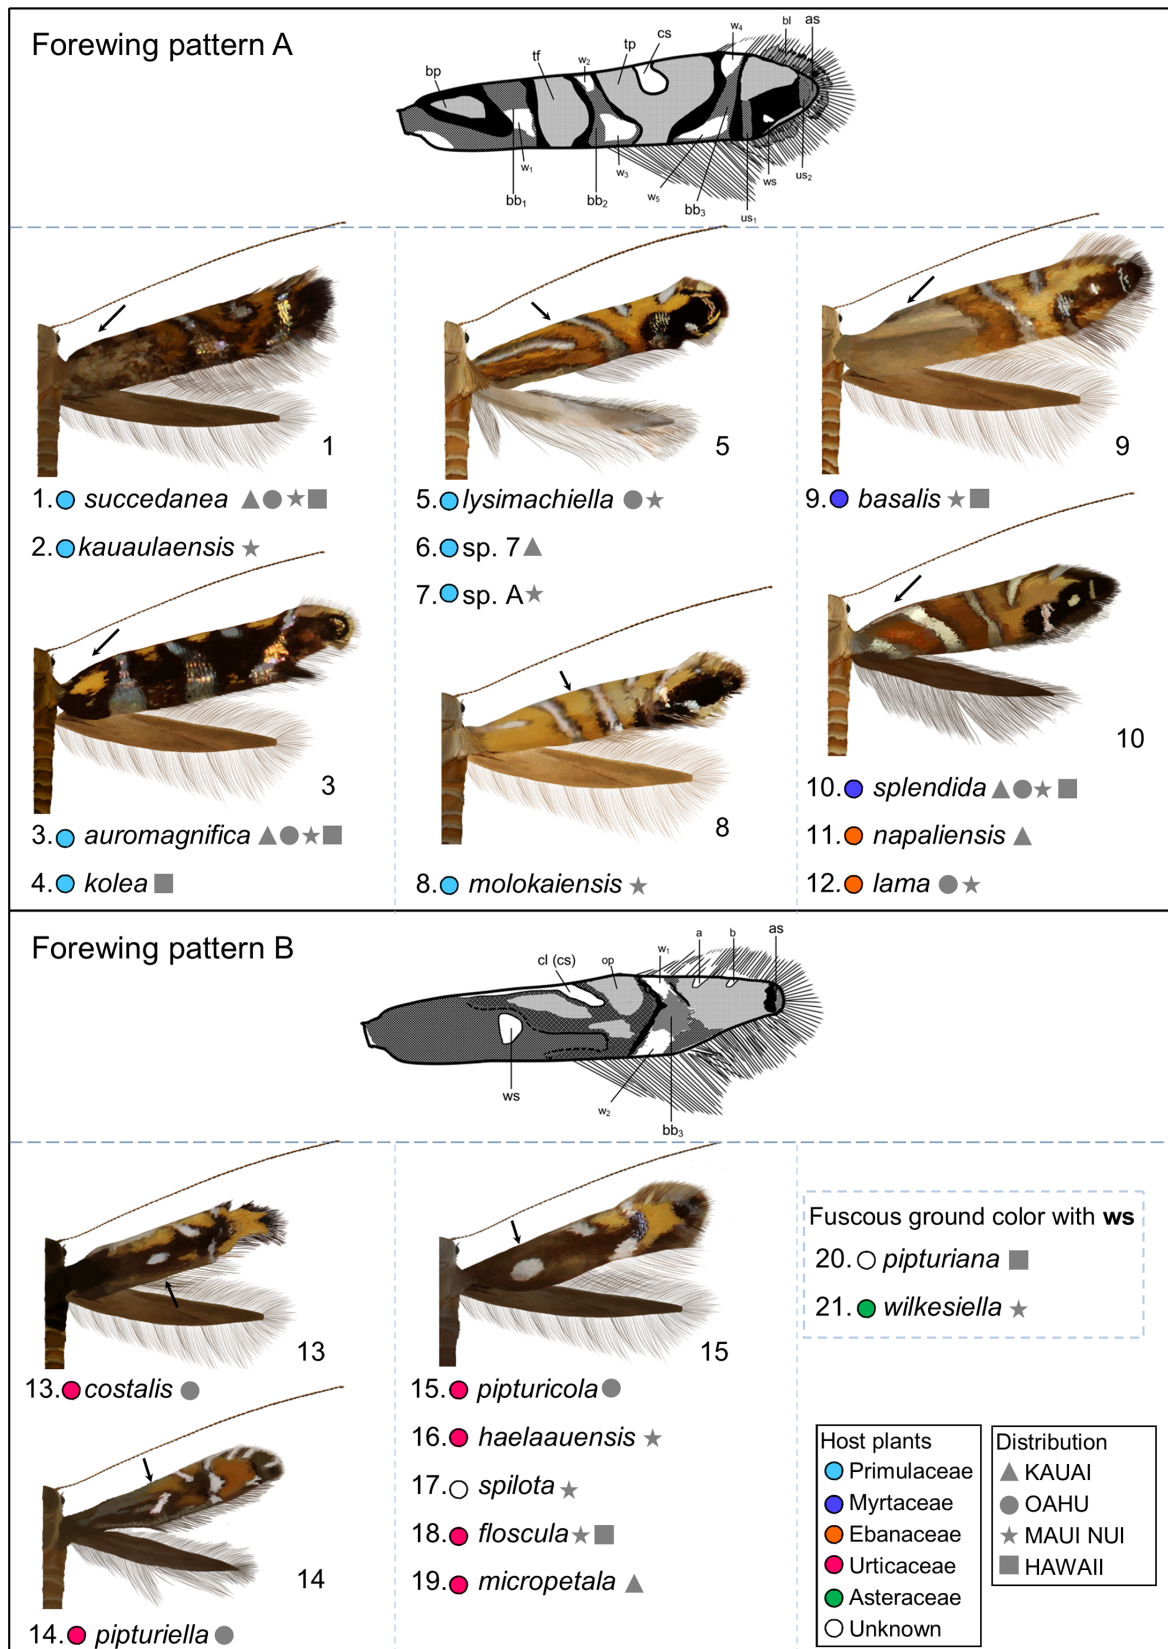 Forewing pattern A
bp
tf
w2
tp
cs
w4
bl
as
w1
bb1
bb2
w3
w5
bb3
us1
ws
us2
1
1. succedanea
2. kauaulaensis
3
3. auromagnifica
4. kolea
5
5. lysimachiella
6. sp. 7
7. sp. A
8
8. molokaiensis
9
9. basalis
10
10. splendida
11. napaliensis
12. lama
Forewing pattern B
cl (cs)
op
w1
a
b
as
ws
w2
bb3
13
13. costalis
14
14. pipturiella
15
15. pipturicola
16. haelaauensis
17. spilota
18. floscula
19. micropetala
Fuscous ground color with ws
20. pipturiana
21. wilkesiella
Host plants
Primulaceae
Myrtaceae
Ebanaceae
Urticaceae
Asteraceae
Unknown
Distribution
KAUAI
OAHU
MAUI NUI
HAWAII